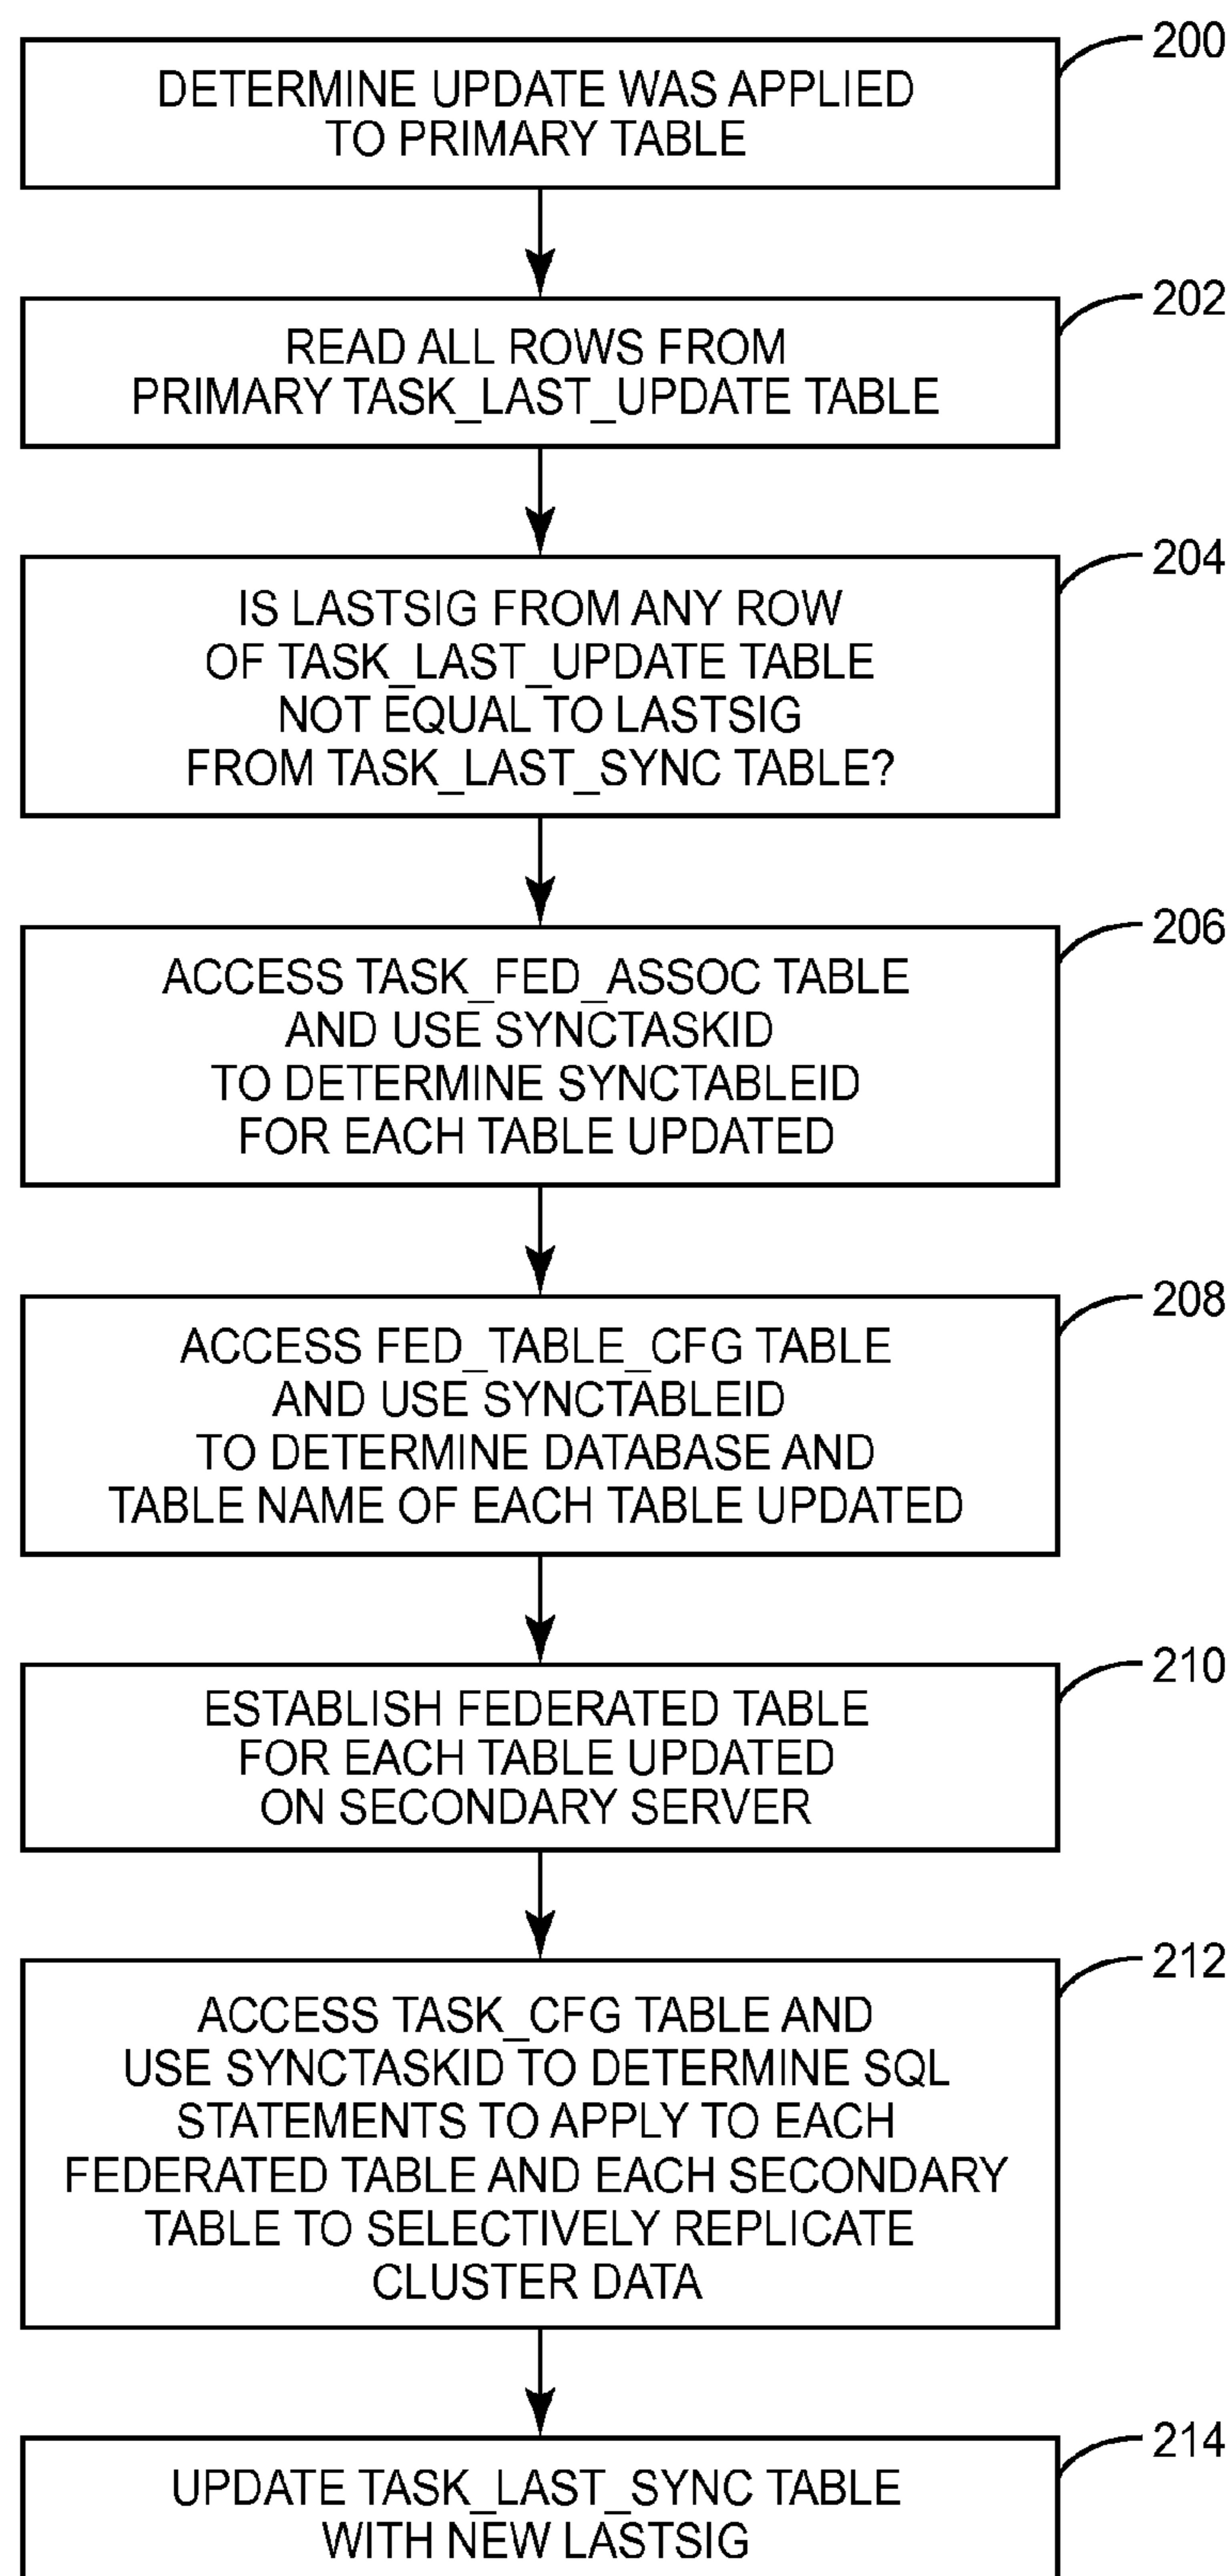 200
DETERMINE UPDATE WAS APPLIED
TO PRIMARY TABLE
202
READ ALL ROWS FROM
PRIMARY TASK_LAST_UPDATE TABLE
204
IS LASTSIG FROM ANY ROW
OF TASK_LAST_UPDATE TABLE
NOT EQUAL TO LASTSIG
FROM TASK_LAST_SYNC TABLE?
206
ACCESS TASK_FED_ASSOC TABLE
AND USE SYNCTASKID
TO DETERMINE SYNCTABLEID
FOR EACH TABLE UPDATED
208
ACCESS FED_TABLE_CFG TABLE
AND USE SYNCTABLEID
TO DETERMINE DATABASE AND
TABLE NAME OF EACH TABLE UPDATED
210
ESTABLISH FEDERATED TABLE
FOR EACH TABLE UPDATED
ON SECONDARY SERVER
212
ACCESS TASK_CFG TABLE AND
USE SYNCTASKID TO DETERMINE SQL
STATEMENTS TO APPLY TO EACH
FEDERATED TABLE AND EACH SECONDARY
TABLE TO SELECTIVELY REPLICATE
CLUSTER DATA
214
UPDATE TASK_LAST_SYNC TABLE
WITH NEW LASTSIG